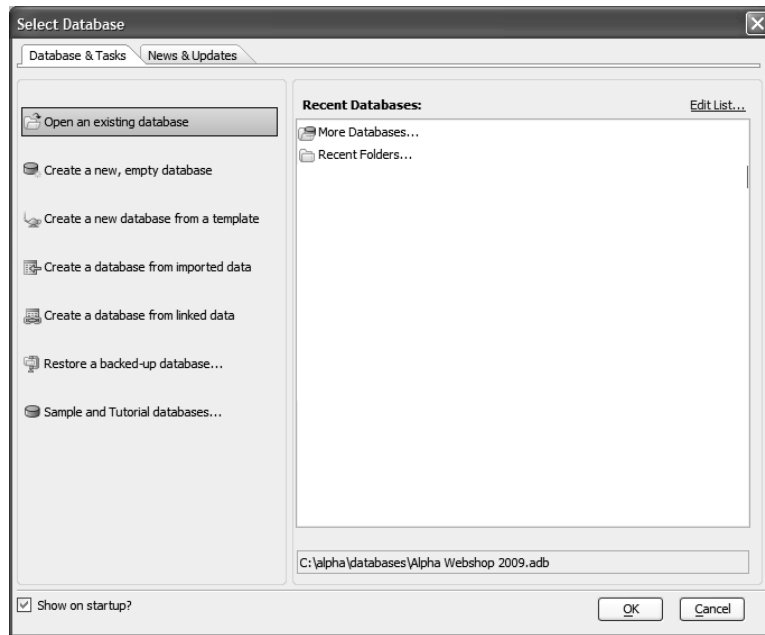 Select Database
Database & Tasks News & Updates
Open an existing database
Create a new, empty database
Create a new database from a template
Create a database from imported data
Create a database from linked data
Restore a backed-up database...
Sample and Tutorial databases...
Recent Databases: Edit List...
More Databases...
Recent Folders...
C:\alpha\databases\Alpha Webshop 2009.adb
Show on startup?
OK Cancel